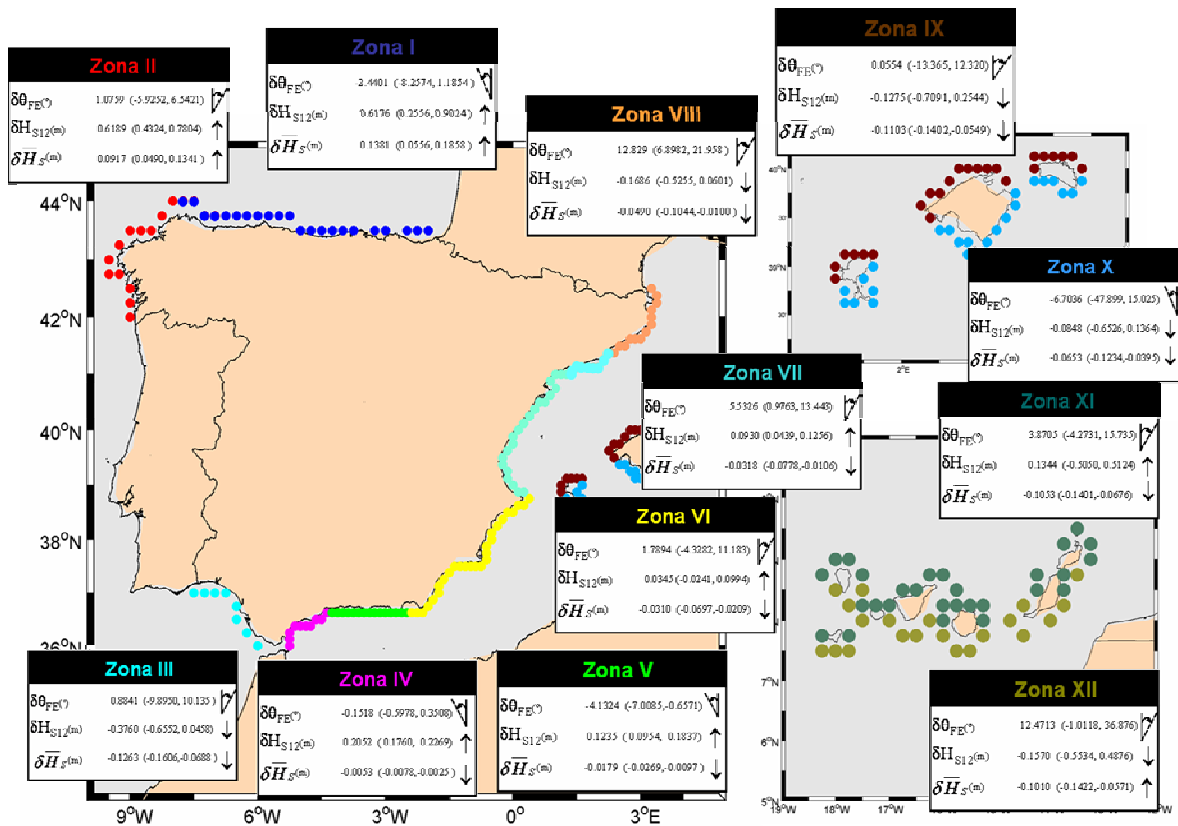 Zona I
δθFE(°) -2.4401 (-8.2574, 1.1854)
δHS12(m) 0.6176 (0.2556, 0.9024) ↑
δH̅S(m) 0.1381 (0.0556, 0.1858) ↑
Zona II
δθFE(°) 1.0759 (-5.9252, 6.5421)
δHS12(m) 0.6189 (0.4324, 0.7804) ↑
δH̅S(m) 0.0917 (0.0490, 0.1341) ↑
Zona VIII
δθFE(°) 12.829 (6.8982, 21.958)
δHS12(m) -0.1686 (-0.5255, 0.0601) ↓
δH̅S(m) -0.0490 (-0.1044,-0.0100) ↓
Zona IX
δθFE(°) 0.0554 (-13.365, 12.320)
δHS12(m) -0.1275(-0.7091, 0.2544) ↓
δH̅S(m) -0.1103(-0.1402,-0.0549) ↓
Zona X
δθFE(°) -6.7036 (-47.899, 15.025)
δHS12(m) -0.0848 (-0.6526, 0.1364) ↓
δH̅S(m) -0.0653 (-0.1234,-0.0395) ↓
Zona VII
δθFE(°) 5.5326 (0.9763, 13.443)
δHS12(m) 0.0930 (0.0439, 0.1256) ↑
δH̅S(m) -0.0318 (-0.0778,-0.0106) ↓
Zona XI
δθFE(°) 3.8705 (-4.2731, 15.735)
δHS12(m) 0.1344 (-0.5050, 0.5124) ↑
δH̅S(m) -0.1053 (-0.1401,-0.0676) ↓
Zona VI
δθFE(°) 1.7894 (-4.3282, 11.183)
δHS12(m) 0.0345 (-0.0241, 0.0994) ↑
δH̅S(m) -0.0310 (-0.0697,-0.0209) ↓
Zona III
δθFE(°) 0.8841 (-9.8950, 10.135)
δHS12(m) -0.3760 (-0.6552, 0.0458) ↓
δH̅S(m) -0.1263 (-0.1606,-0.0688) ↓
Zona IV
δθFE(°) -0.1518 (-0.5978, 0.3508)
δHS12(m) 0.2052 (0.1760, 0.2269) ↑
δH̅S(m) -0.0053 (-0.0078,-0.0025) ↓
Zona V
δθFE(°) -4.1324 (-7.0085,-0.6571)
δHS12(m) 0.1235 (0.0954, 0.1837) ↑
δH̅S(m) -0.0179 (-0.0269,-0.0097) ↓
Zona XII
δθFE(°) 12.4713 (-1.0118, 36.876)
δHS12(m) -0.1570 (-0.5534, 0.4876) ↓
δH̅S(m) -0.1010 (-0.1422,-0.0571) ↑
44°N
42°N
40°N
38°N
36°N
9°W
6°W
3°W
0°
3°E
2°E
7°N
6°N
5°N
19°W
18°W
17°W
16°W